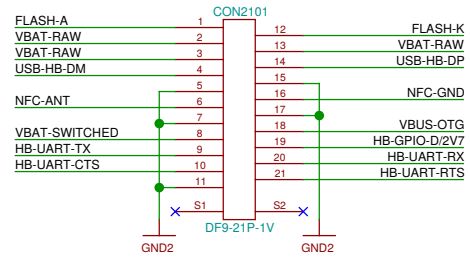 CON2101
FLASH-A 1
12 FLASH-K
VBAT-RAW 2
13 VBAT-RAW
VBAT-RAW 3
14 USB-HB-DP
USB-HB-DM 4
15
5
16 NFC-GND
NFC-ANT 6
17
7
18 VBUS-OTG
VBAT-SWITCHED 8
19 HB-GPIO-D/2V7
HB-UART-TX 9
20 HB-UART-RX
HB-UART-CTS 10
21 HB-UART-RTS
11
S1 S2
DF9-21P-1V
GND2 GND2